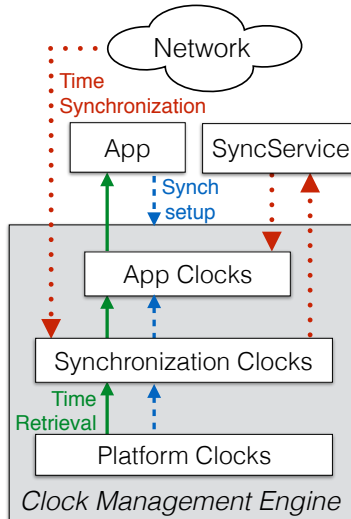 Network
Time
Synchronization
App
SyncService
Synch
setup
App Clocks
Synchronization Clocks
Time
Retrieval
Platform Clocks
Clock Management Engine